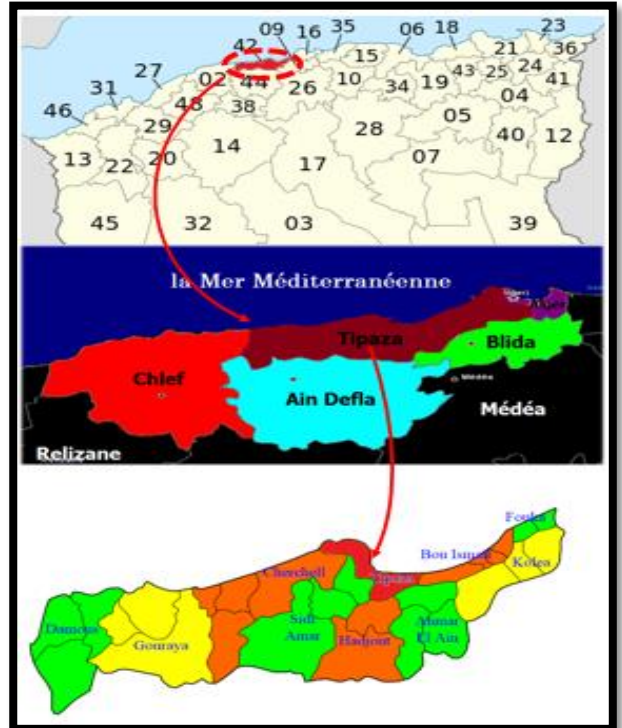 09
42 16 35 06 18 23
15 21 36
27 02 44 26 10 34 19 43 25 24 41
31 48 38 04
46 29 28 05 40 12
13 22 20 14 17 07
45 32 03 39
la Mer Méditerranéenne
Tipaza
Blida
Chlef
Ain Defla
Médéa
Médéa
Relizane
Fouka
Bou Ismail
Cherchell
Kolea
Tipaza
Damous
Sidi
Amar
Ahmar
El Ain
Gouraya
Hadjout